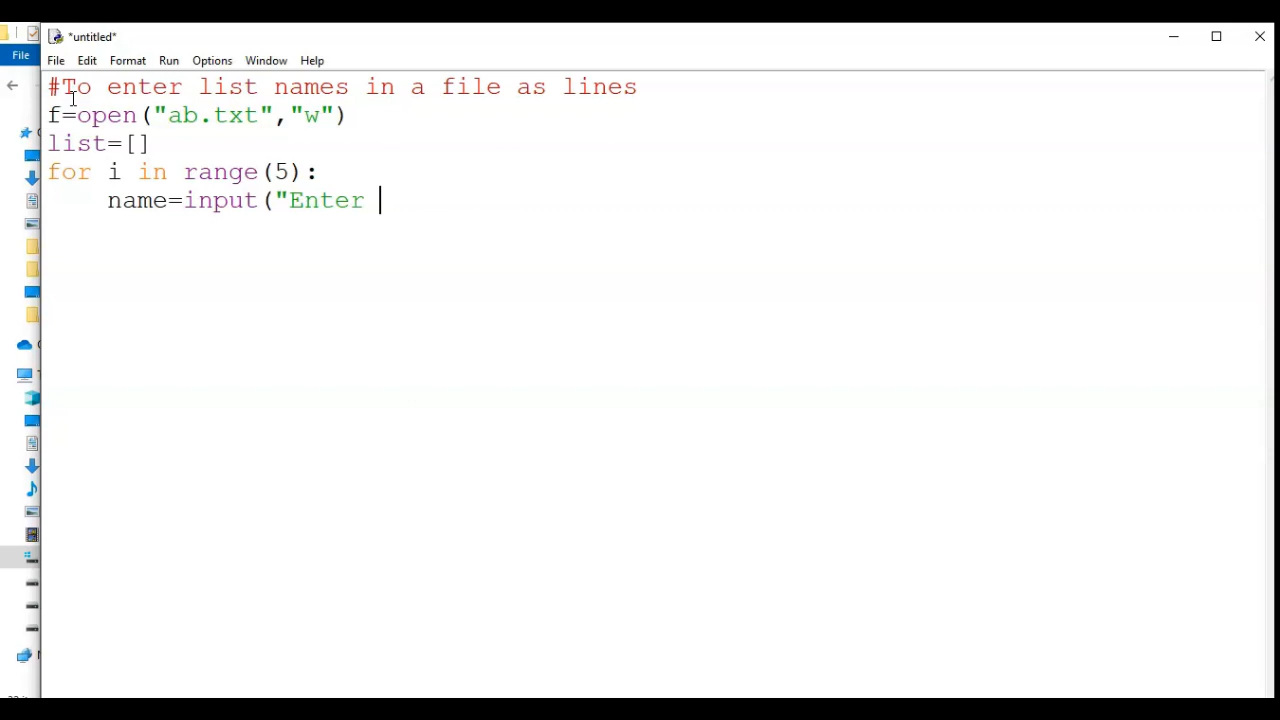 *untitled*
File
File Edit Format Run Options Window Help
#To enter list names in a file as lines
f=open("ab.txt","w")
list=[]
for i in range(5):
    name=input("Enter